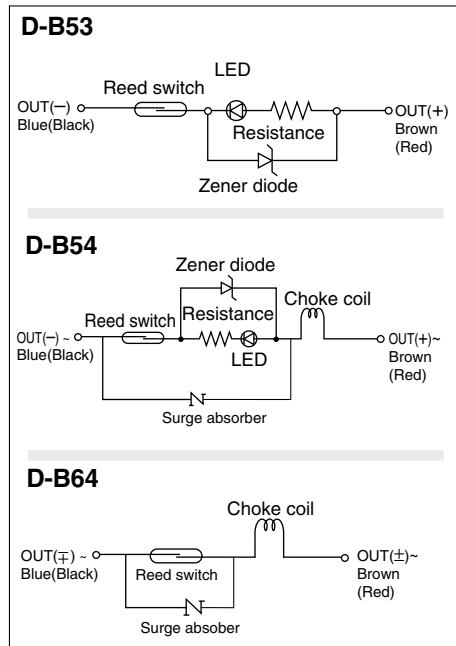 D-B53
LED
Reed switch
OUT(−)
Blue(Black)
OUT(+)
Brown
(Red)
Resistance
Zener diode
D-B54
Zener diode
Choke coil
Resistance
Reed switch
OUT(−) ~
Blue(Black)
LED
OUT(+)~
Brown
(Red)
Surge absorber
D-B64
Choke coil
OUT(∓) ~
Blue(Black)
Reed switch
OUT(±)~
Brown
(Red)
Surge absober